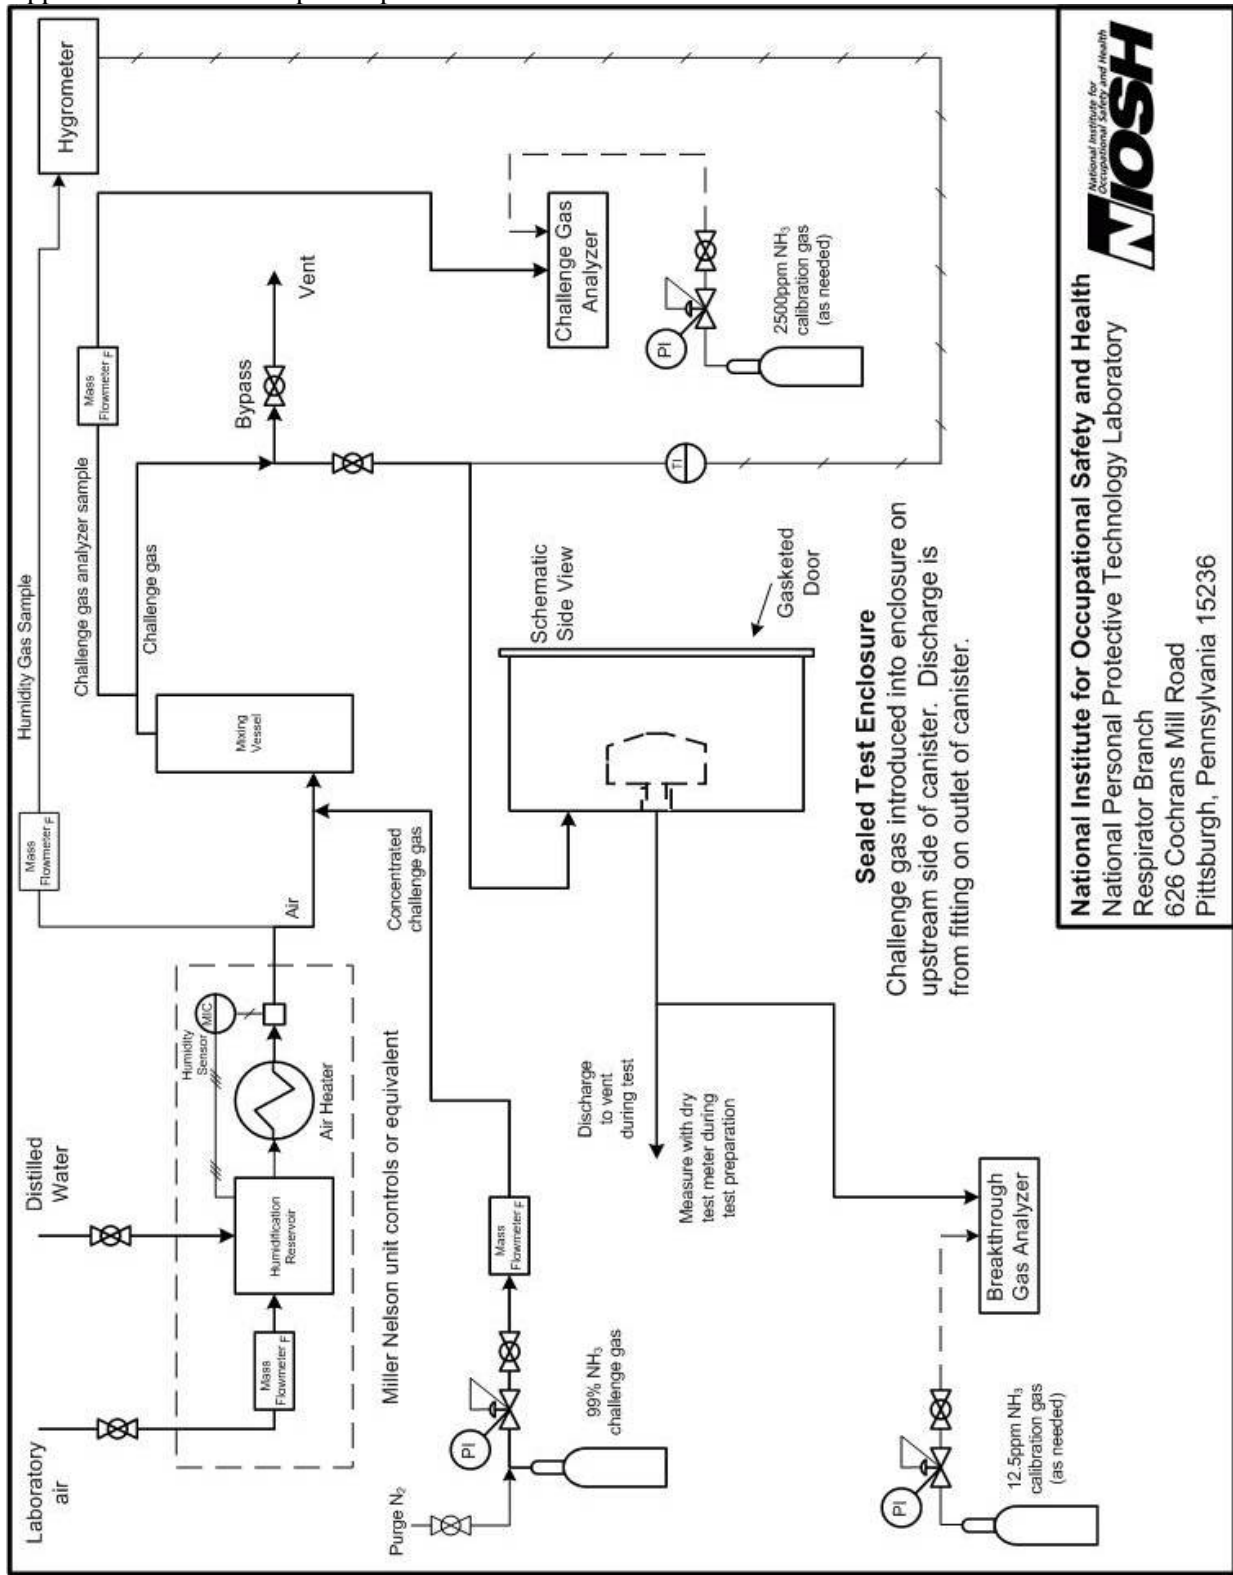 Laboratory
air
Distilled
Water
Mass
Flowmeter F
Humidification
Reservoir
Humidity
Sensor
MIC
Air Heater
Miller Nelson unit controls or equivalent
Air
Mass
Flowmeter F
Humidity Gas Sample
Hygrometer
Challenge gas analyzer sample
Mass
Flowmeter F
Challenge gas
Mixing
Vessel
Bypass
Vent
Concentrated
challenge gas
Purge N₂
PI
99% NH₃
challenge gas
Mass
Flowmeter F
Challenge Gas
Analyzer
PI
2500ppm NH₃
calibration gas
(as needed)
TI
Schematic
Side View
Gasketed
Door
Discharge
to vent
during test
Measure with dry
test meter during
test preparation
Sealed Test Enclosure
Challenge gas introduced into enclosure on
upstream side of canister. Discharge is
from fitting on outlet of canister.
PI
12.5ppm NH₃
calibration gas
(as needed)
Breakthrough
Gas Analyzer
National Institute for Occupational Safety and Health
National Personal Protective Technology Laboratory
Respirator Branch
626 Cochrans Mill Road
Pittsburgh, Pennsylvania 15236
National Institute for
Occupational Safety and Health
NIOSH